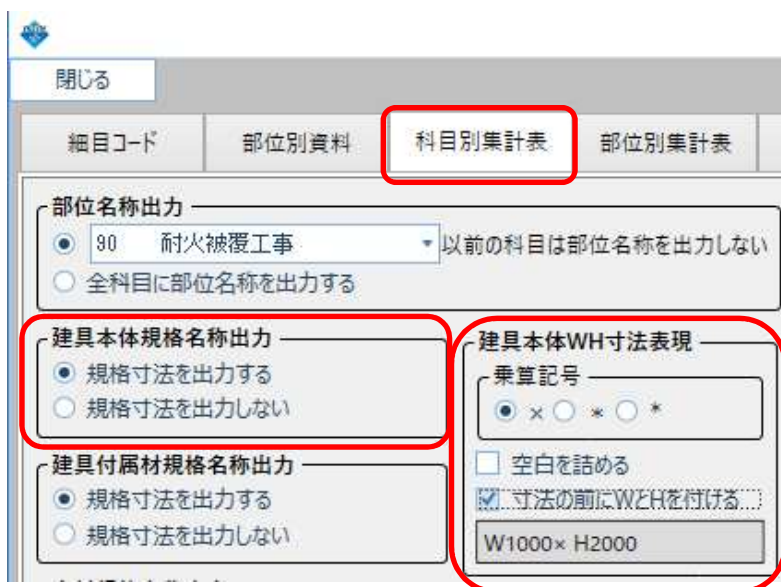 閉じる
細目コード 部位別資料 科目別集計表 部位別集計表
部位名称出力
90 耐火被覆工事 以前の科目は部位名称を出力しない
全科目に部位名称を出力する
建具本体規格名称出力
規格寸法を出力する
規格寸法を出力しない
建具本体WH寸法表現
乗算記号
× * *
空白を詰める
寸法の前にWとHを付ける
W1000× H2000
建具付属材規格名称出力
規格寸法を出力する
規格寸法を出力しない